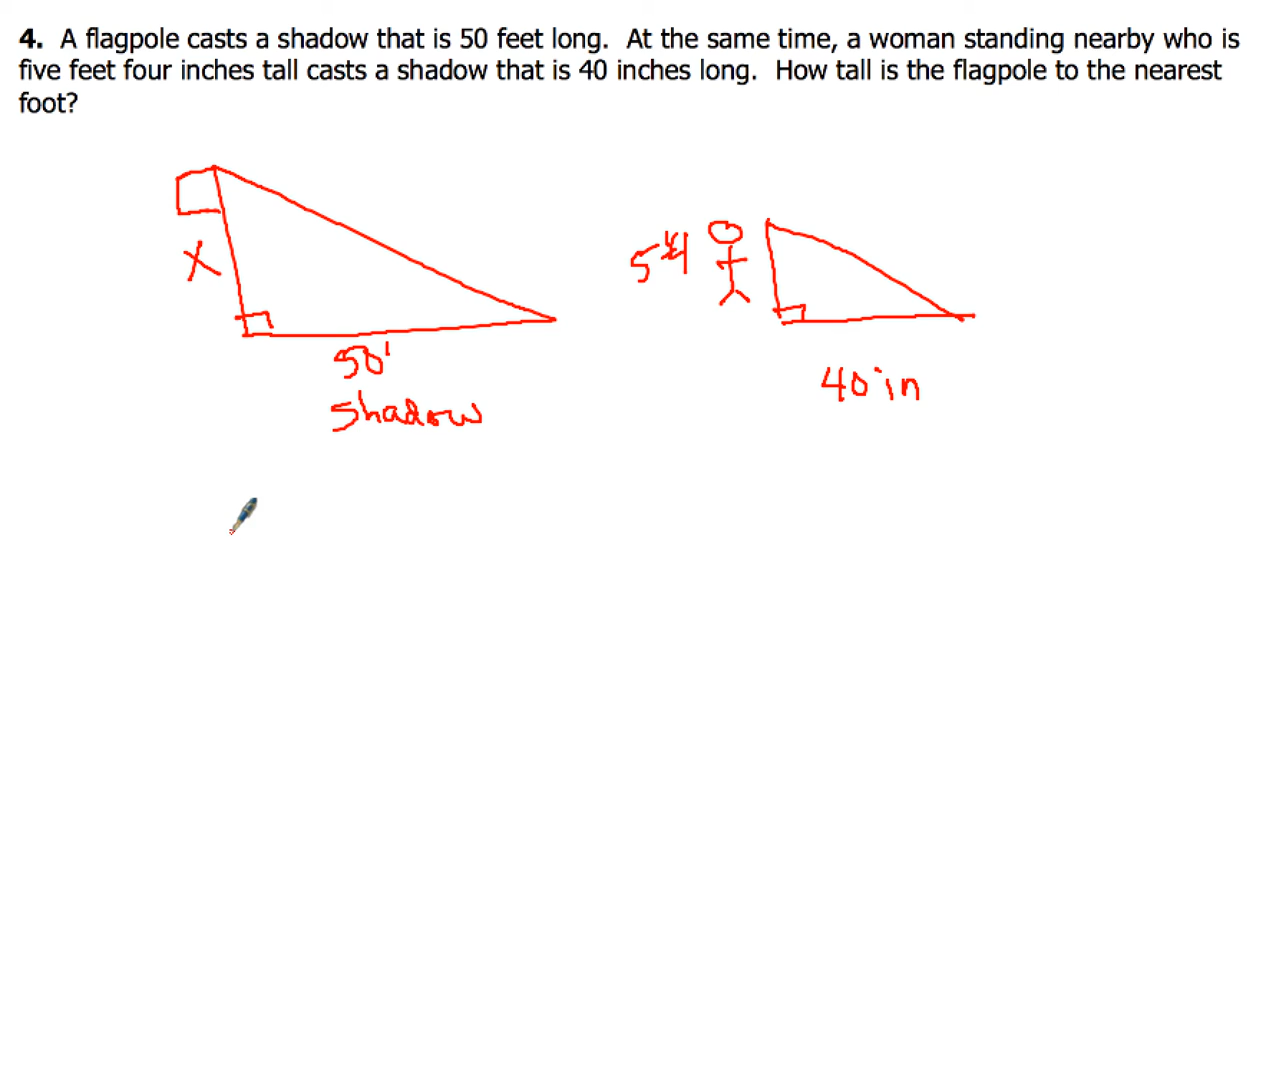 4. A flagpole casts a shadow that is 50 feet long. At the same time, a woman standing nearby who is
five feet four inches tall casts a shadow that is 40 inches long. How tall is the flagpole to the nearest
foot?
X
50'
shadow
40 in